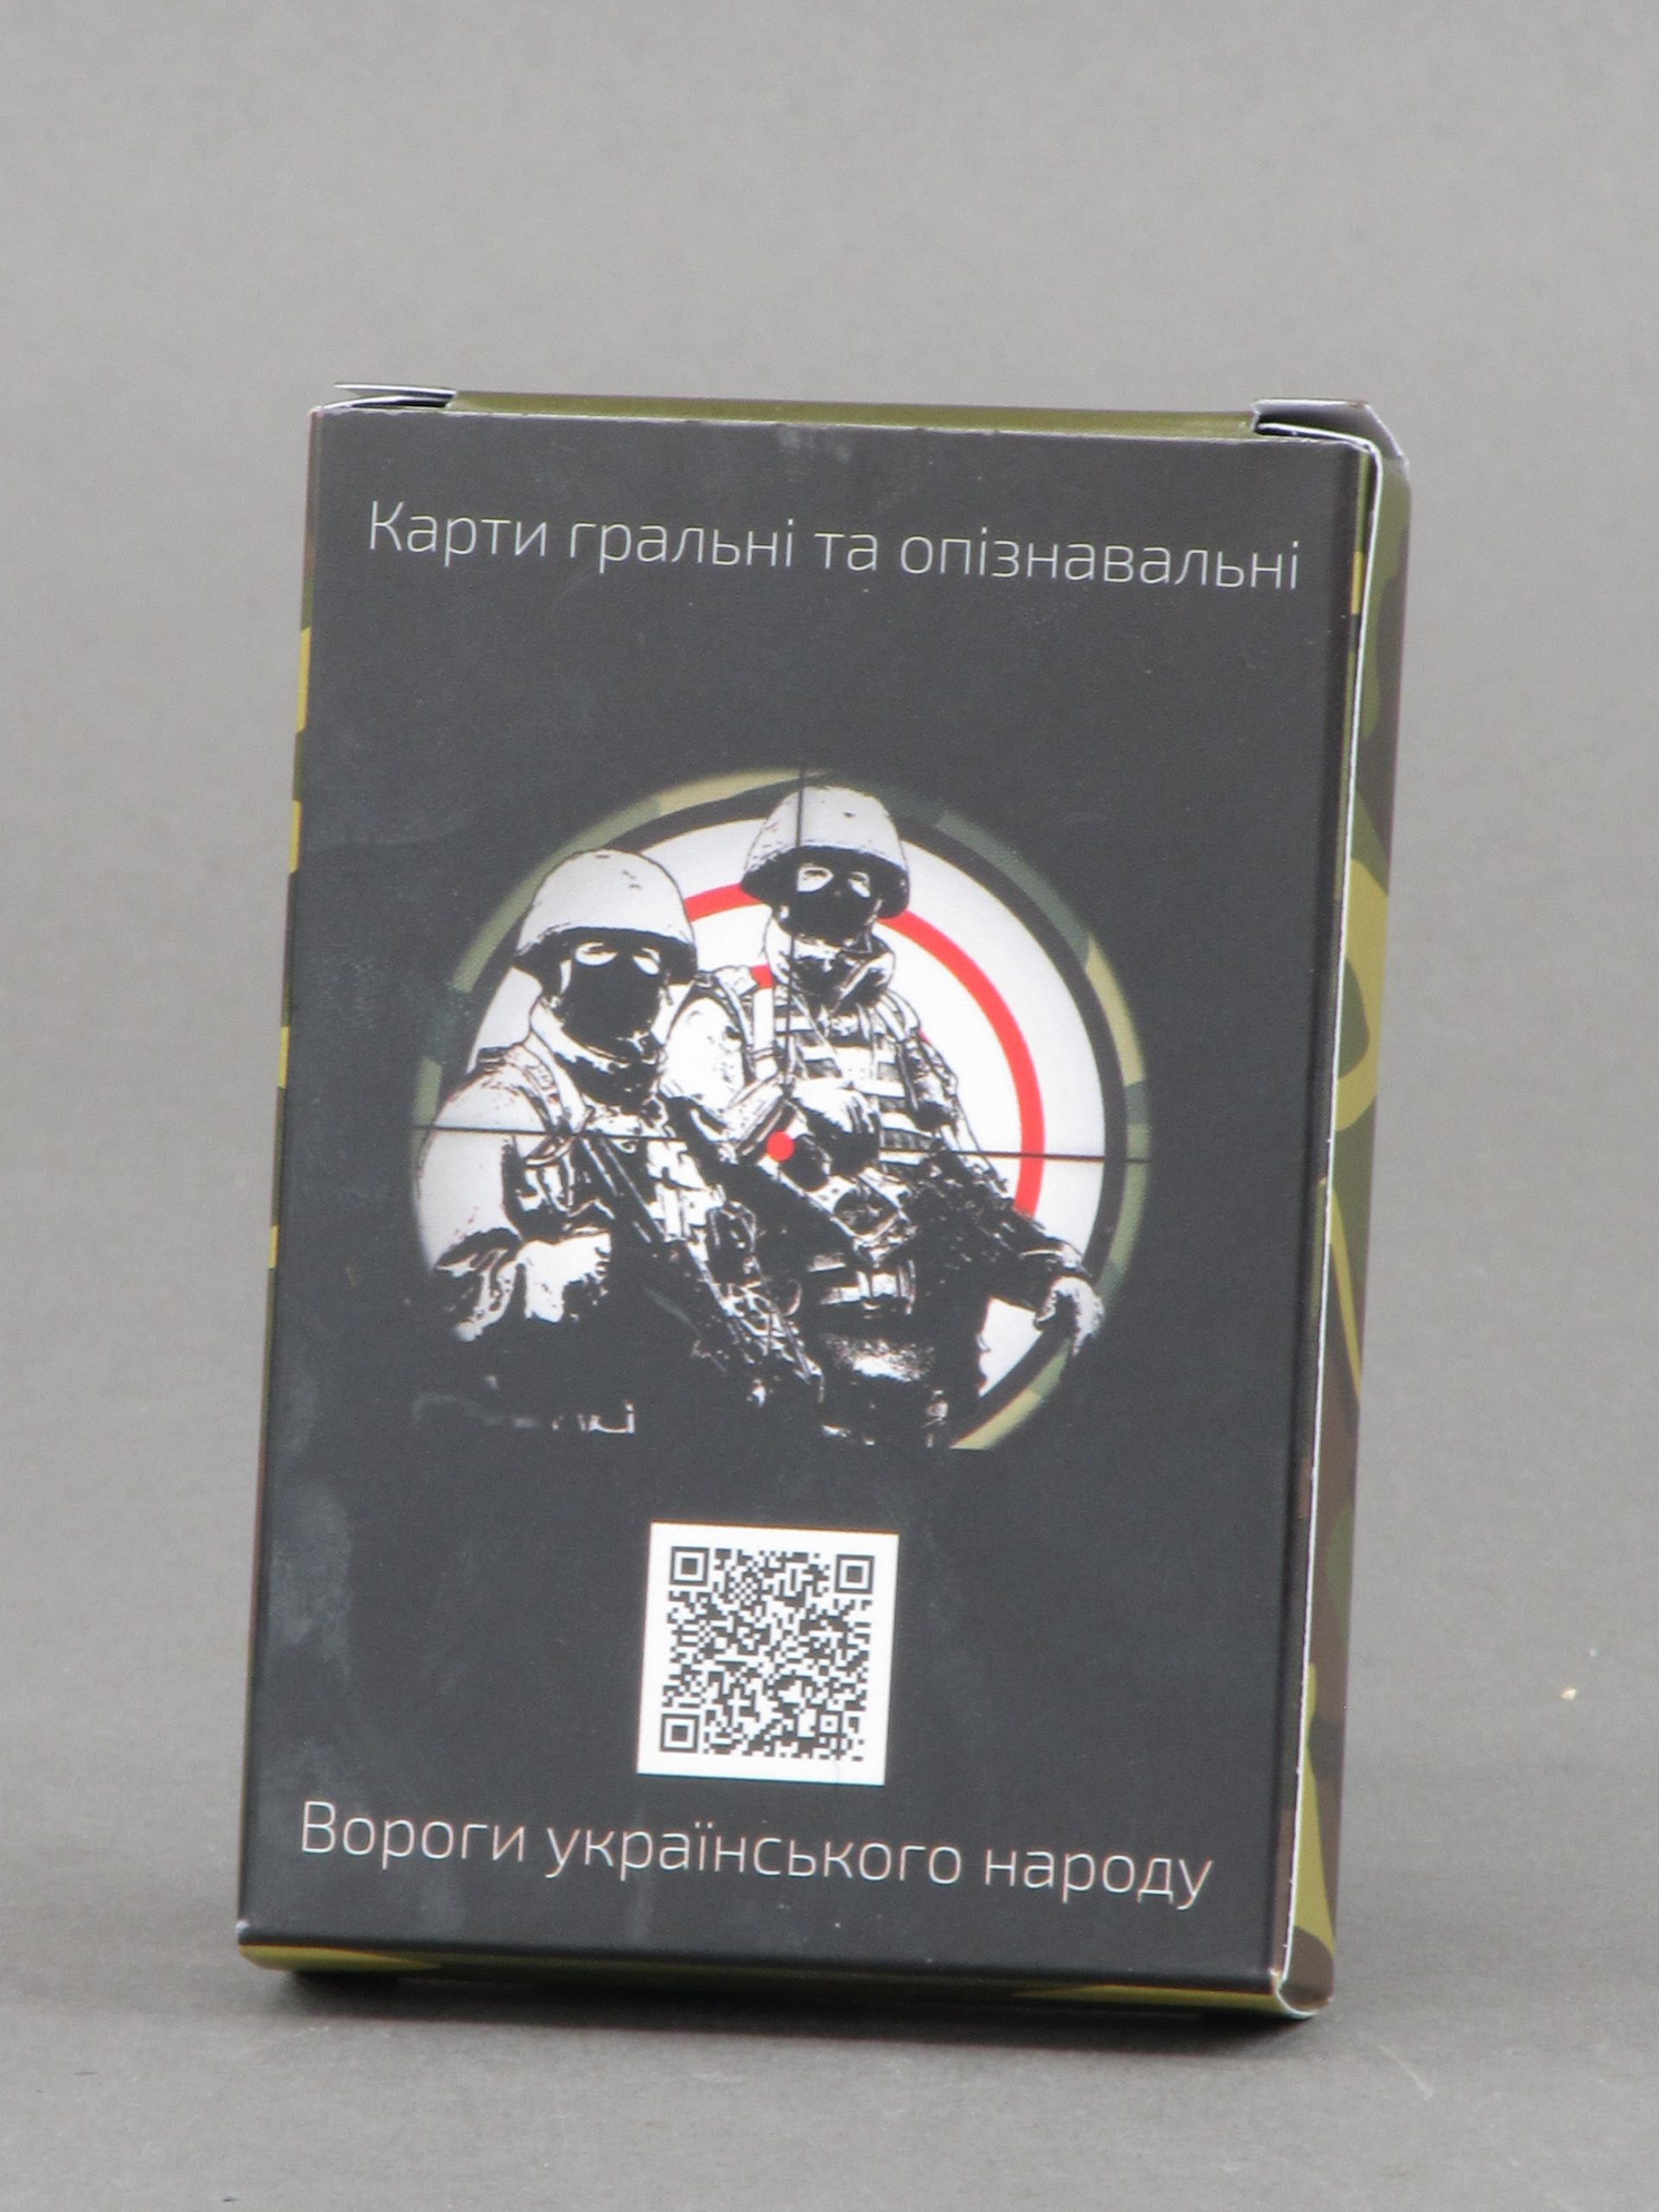 Карти гральні та опізнавальні
Вороги українського народу